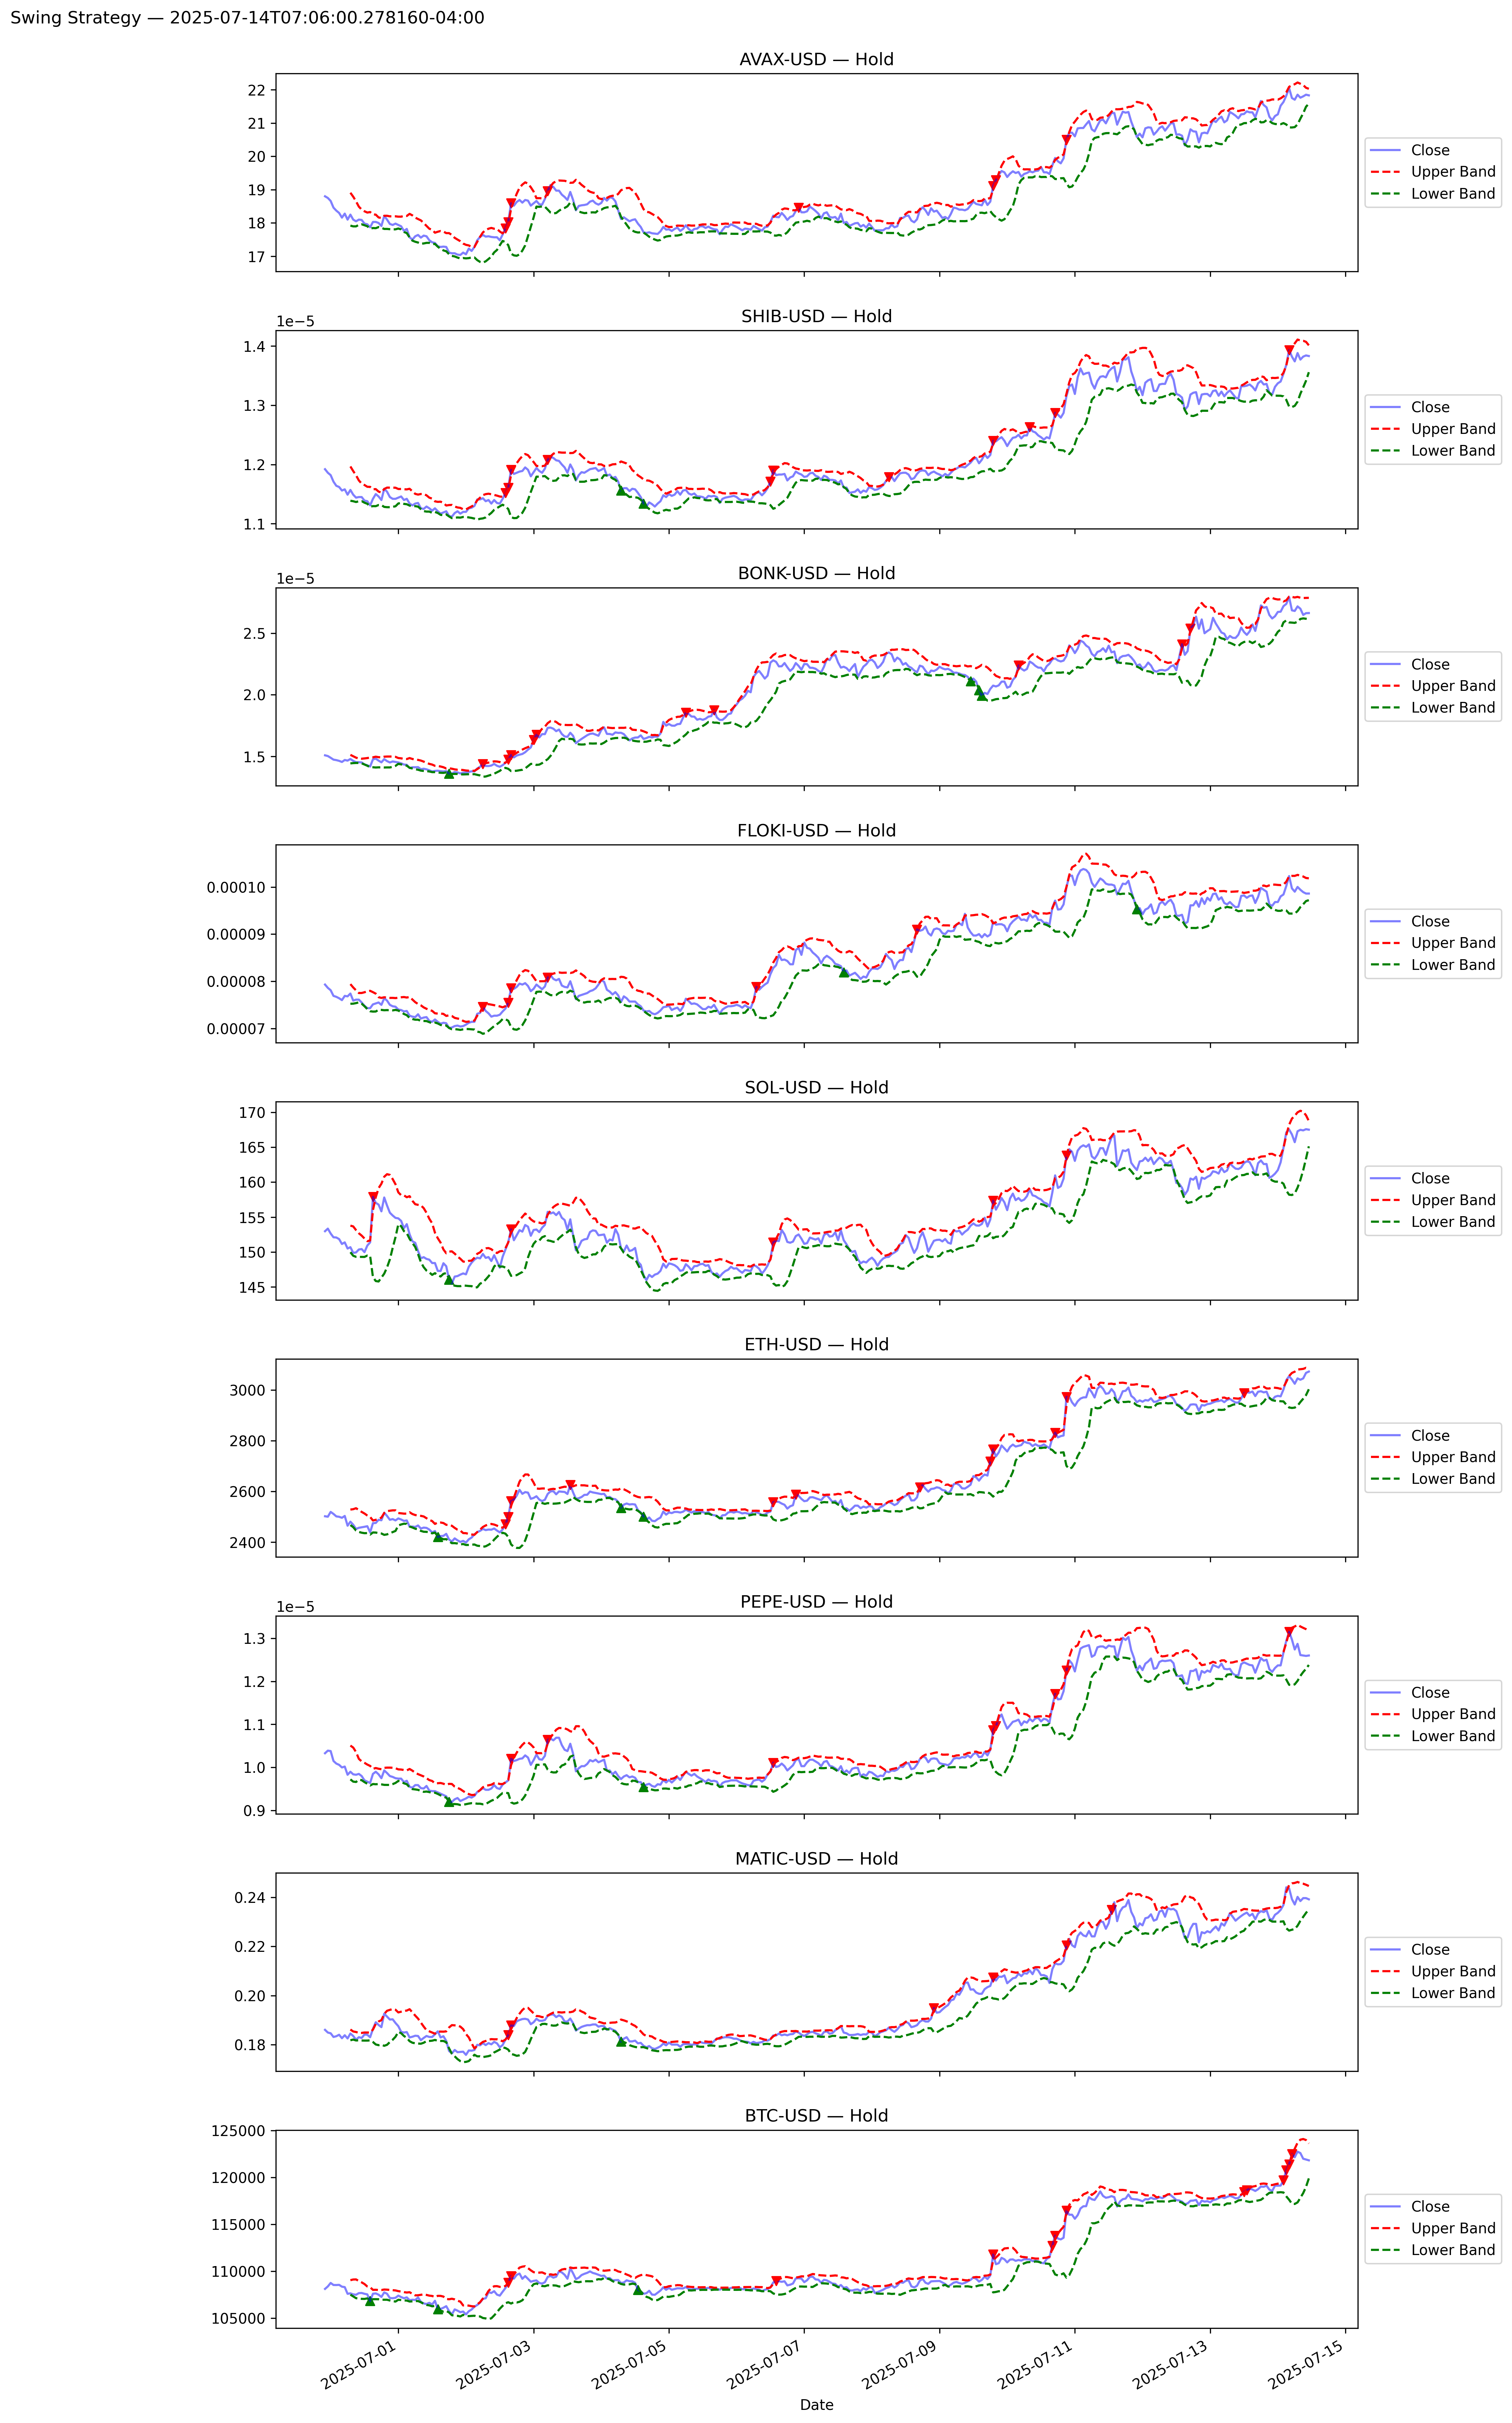 Swing Strategy — 2025-07-14T07:06:00.278160-04:00
AVAX-USD — Hold
22
21
20
19
18
17
Close
Upper Band
Lower Band
SHIB-USD — Hold
1e−5
1.4
1.3
1.2
1.1
Close
Upper Band
Lower Band
BONK-USD — Hold
1e−5
2.5
2.0
1.5
Close
Upper Band
Lower Band
FLOKI-USD — Hold
0.00010
0.00009
0.00008
0.00007
Close
Upper Band
Lower Band
SOL-USD — Hold
170
165
160
155
150
145
Close
Upper Band
Lower Band
ETH-USD — Hold
3000
2800
2600
2400
Close
Upper Band
Lower Band
PEPE-USD — Hold
1e−5
1.3
1.2
1.1
1.0
0.9
Close
Upper Band
Lower Band
MATIC-USD — Hold
0.24
0.22
0.20
0.18
Close
Upper Band
Lower Band
BTC-USD — Hold
125000
120000
115000
110000
105000
Close
Upper Band
Lower Band
2025-07-01
2025-07-03
2025-07-05
2025-07-07
2025-07-09
2025-07-11
2025-07-13
2025-07-15
Date